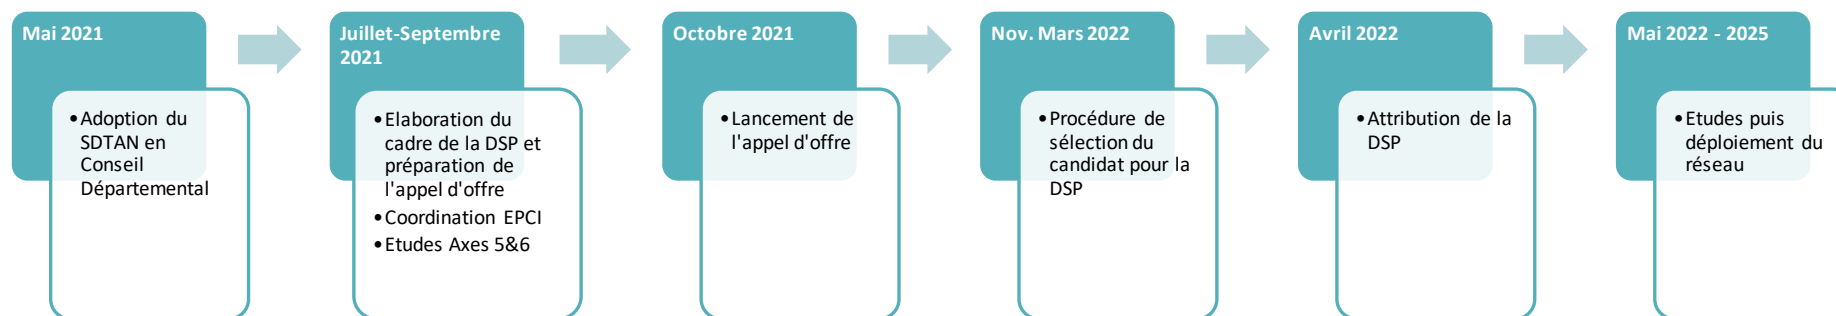 Mai 2021
•Adoption du
SDTAN en
Conseil
Départemental
Juillet-Septembre
2021
•Elaboration du
cadre de la DSP et
préparation de
l'appel d'offre
•Coordination EPCI
•Etudes Axes 5&6
Octobre 2021
•Lancement de
l'appel d'offre
Nov. Mars 2022
•Procédure de
sélection du
candidat pour la
DSP
Avril 2022
•Attribution de la
DSP
Mai 2022 - 2025
•Etudes puis
déploiement du
réseau